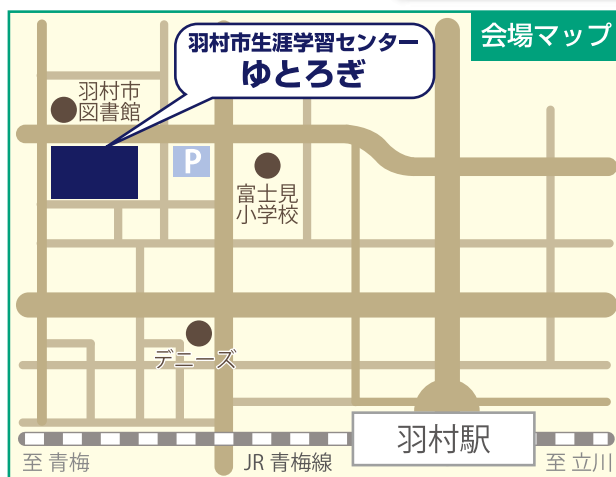 会場マップ
羽村市生涯学習センター
ゆとろぎ
羽村市
図書館
P
富士見
小学校
デニーズ
羽村駅
至 青梅
JR 青梅線
至 立川